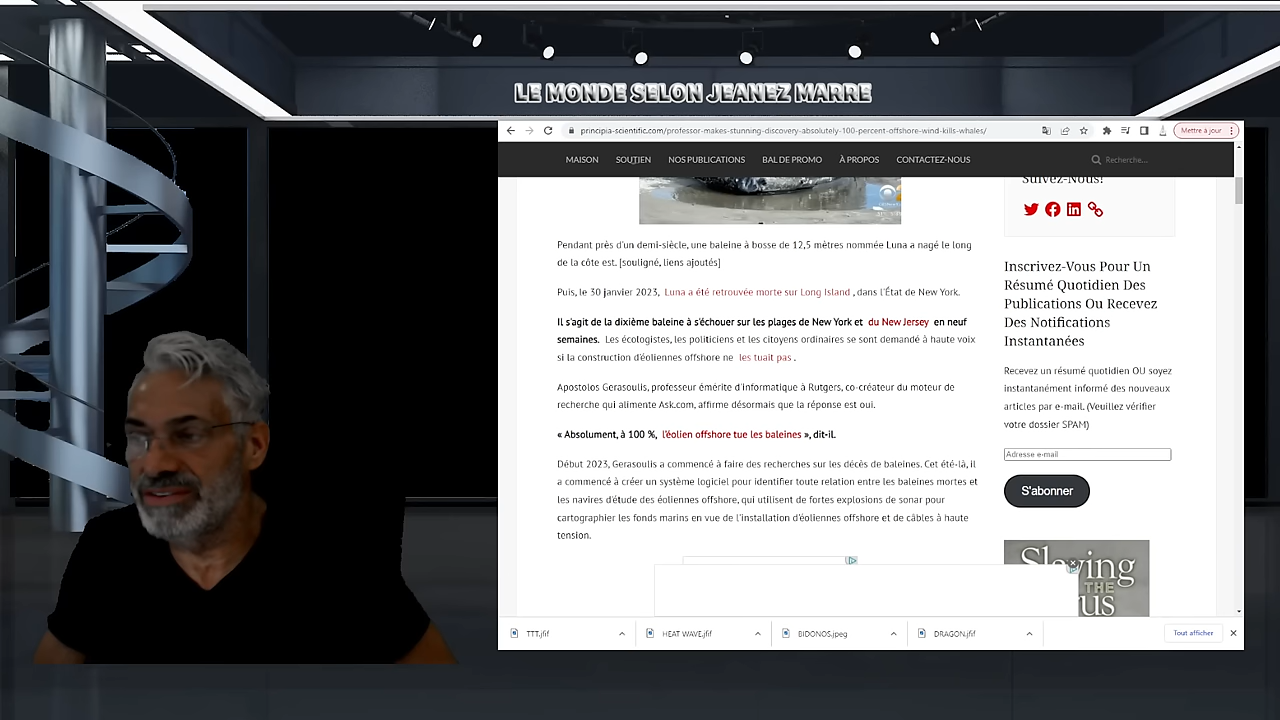 LE MONDE SELON JEANEZ MARRE
principia-scientific.com/professor-makes-stunning-discovery-absolutely-100-percent-offshore-wind-kills-whales/
Mettre à jour
MAISON SOUTIEN NOS PUBLICATIONS BAL DE PROMO À PROPOS CONTACTEZ-NOUS Recherche...
Pendant près d'un demi-siècle, une baleine à bosse de 12,5 mètres nommée Luna a nagé le long
de la côte est. [souligné, liens ajoutés]
Puis, le 30 janvier 2023, Luna a été retrouvée morte sur Long Island , dans l'État de New York.
Il s'agit de la dixième baleine à s'échouer sur les plages de New York et du New Jersey en neuf
semaines. Les écologistes, les politiciens et les citoyens ordinaires se sont demandé à haute voix
si la construction d'éoliennes offshore ne les tuait pas .
Apostolos Gerasoulis, professeur émérite d'informatique à Rutgers, co-créateur du moteur de
recherche qui alimente Ask.com, affirme désormais que la réponse est oui.
« Absolument, à 100 %, l'éolien offshore tue les baleines », dit-il.
Début 2023, Gerasoulis a commencé à faire des recherches sur les décès de baleines. Cet été-là, il
a commencé à créer un système logiciel pour identifier toute relation entre les baleines mortes et
les navires d'étude des éoliennes offshore, qui utilisent de fortes explosions de sonar pour
cartographier les fonds marins en vue de l'installation d'éoliennes offshore et de câbles à haute
tension.
Suivez-Nous!
Inscrivez-Vous Pour Un
Résumé Quotidien Des
Publications Ou Recevez
Des Notifications
Instantanées
Recevez un résumé quotidien OU soyez
instantanément informé des nouveaux
articles par e-mail. (Veuillez vérifier
votre dossier SPAM)
Adresse e-mail
S'abonner
Slaying
THE
TTT.jfif
HEAT WAVE.jfif
BIDONOS.jpeg
DRAGON.jfif
Tout afficher